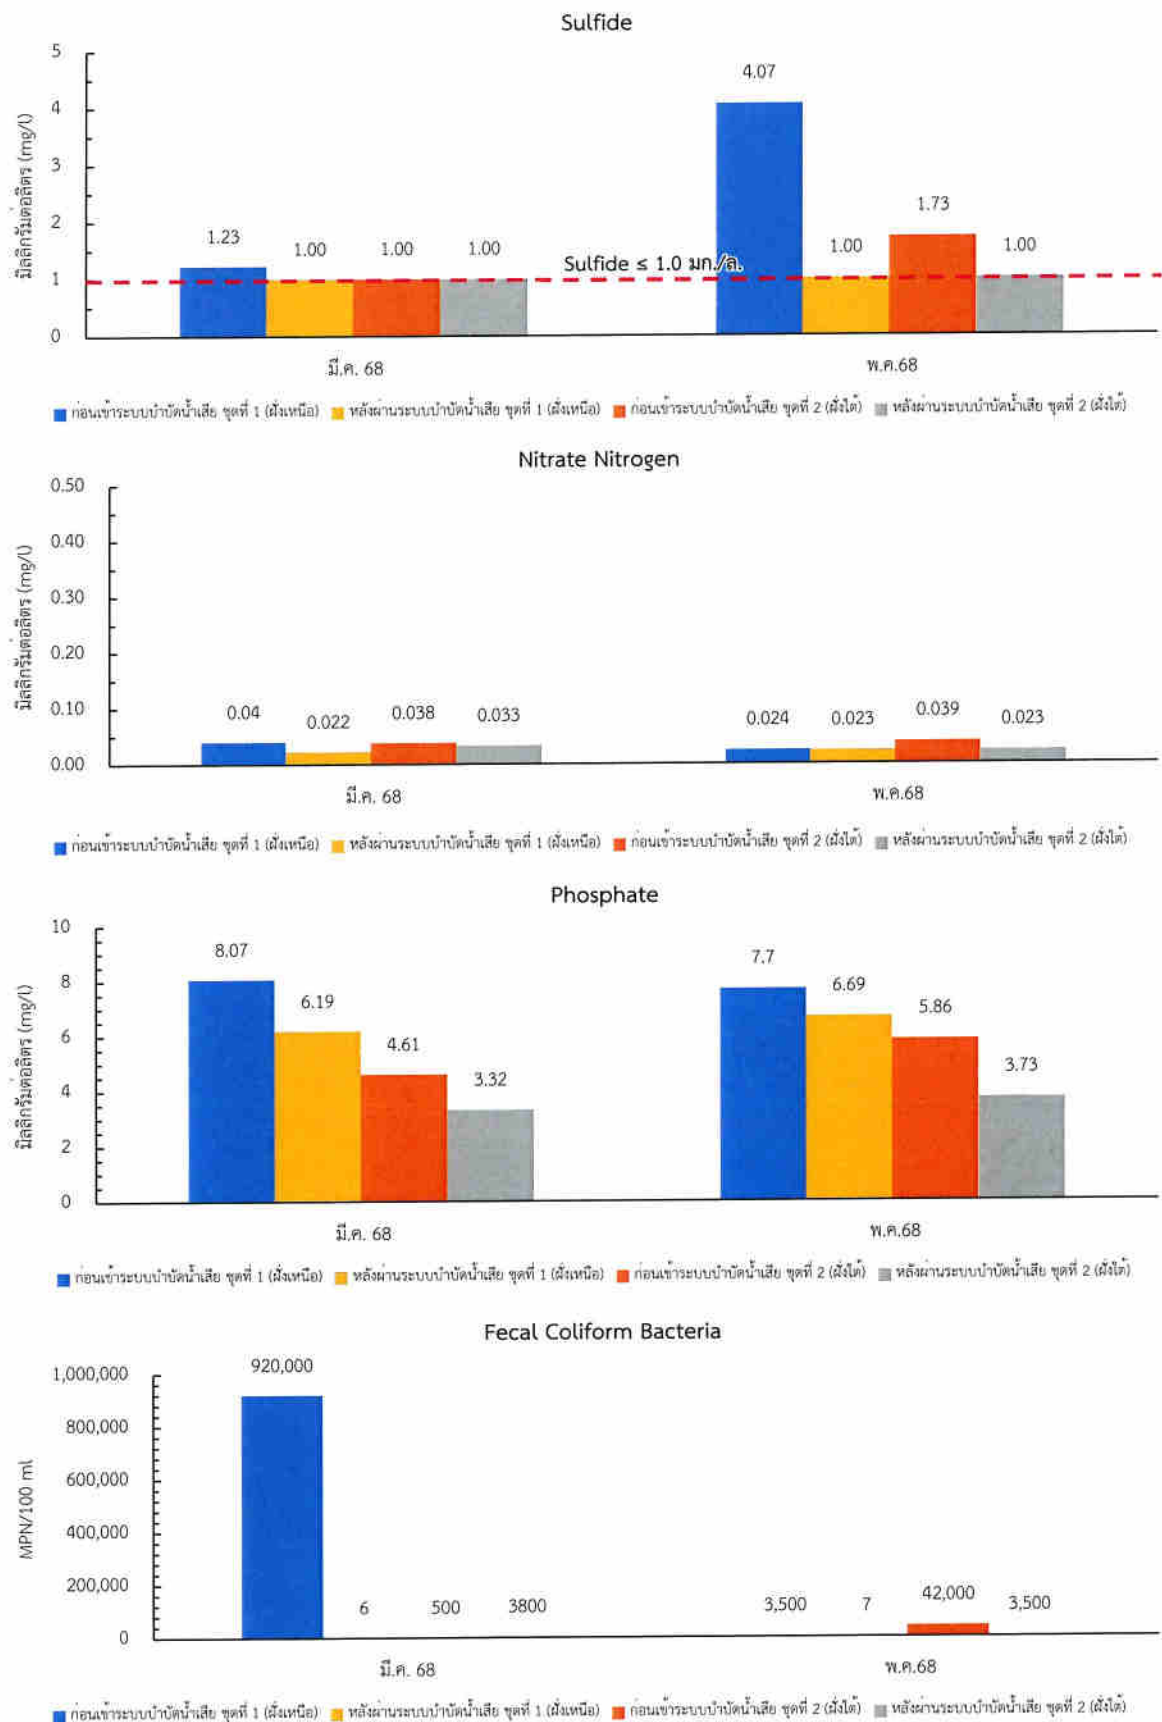 Sulfide
มิลลิกรัมต่อลิตร (mg/l)
5
4
3
2
1
0
1.23
1.00
1.00
1.00
4.07
1.00
1.73
1.00
Sulfide ≤ 1.0 มก./ล.
มี.ค. 68
พ.ค.68
ก่อนเข้าระบบบำบัดน้ำเสีย ชุดที่ 1 (ฝั่งเหนือ) หลังผ่านระบบบำบัดน้ำเสีย ชุดที่ 1 (ฝั่งเหนือ) ก่อนเข้าระบบบำบัดน้ำเสีย ชุดที่ 2 (ฝั่งใต้) หลังผ่านระบบบำบัดน้ำเสีย ชุดที่ 2 (ฝั่งใต้)
Nitrate Nitrogen
มิลลิกรัมต่อลิตร (mg/l)
0.50
0.40
0.30
0.20
0.10
0.00
0.04
0.022
0.038
0.033
0.024
0.023
0.039
0.023
มี.ค. 68
พ.ค.68
ก่อนเข้าระบบบำบัดน้ำเสีย ชุดที่ 1 (ฝั่งเหนือ) หลังผ่านระบบบำบัดน้ำเสีย ชุดที่ 1 (ฝั่งเหนือ) ก่อนเข้าระบบบำบัดน้ำเสีย ชุดที่ 2 (ฝั่งใต้) หลังผ่านระบบบำบัดน้ำเสีย ชุดที่ 2 (ฝั่งใต้)
Phosphate
มิลลิกรัมต่อลิตร (mg/l)
10
8
6
4
2
0
8.07
6.19
4.61
3.32
7.7
6.69
5.86
3.73
มี.ค. 68
พ.ค.68
ก่อนเข้าระบบบำบัดน้ำเสีย ชุดที่ 1 (ฝั่งเหนือ) หลังผ่านระบบบำบัดน้ำเสีย ชุดที่ 1 (ฝั่งเหนือ) ก่อนเข้าระบบบำบัดน้ำเสีย ชุดที่ 2 (ฝั่งใต้) หลังผ่านระบบบำบัดน้ำเสีย ชุดที่ 2 (ฝั่งใต้)
Fecal Coliform Bacteria
MPN/100 ml
1,000,000
800,000
600,000
400,000
200,000
0
920,000
6
500
3800
3,500
7
42,000
3,500
มี.ค. 68
พ.ค.68
ก่อนเข้าระบบบำบัดน้ำเสีย ชุดที่ 1 (ฝั่งเหนือ) หลังผ่านระบบบำบัดน้ำเสีย ชุดที่ 1 (ฝั่งเหนือ) ก่อนเข้าระบบบำบัดน้ำเสีย ชุดที่ 2 (ฝั่งใต้) หลังผ่านระบบบำบัดน้ำเสีย ชุดที่ 2 (ฝั่งใต้)